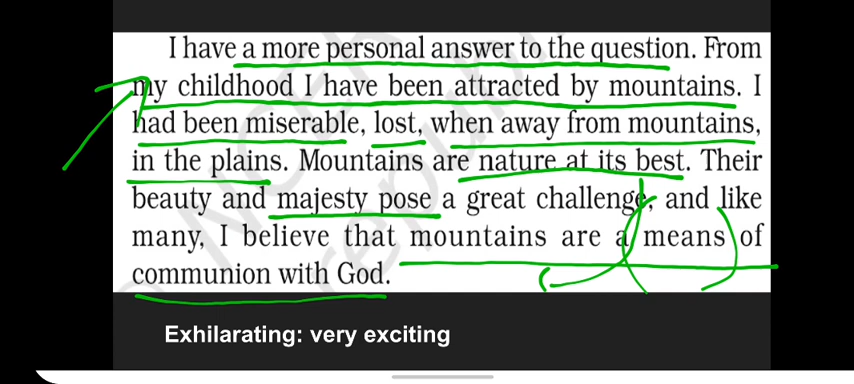 I have a more personal answer to the question. From
my childhood I have been attracted by mountains. I
had been miserable, lost, when away from mountains,
in the plains. Mountains are nature at its best. Their
beauty and majesty pose a great challenge, and like
many, I believe that mountains are a means of
communion with God.
Exhilarating: very exciting